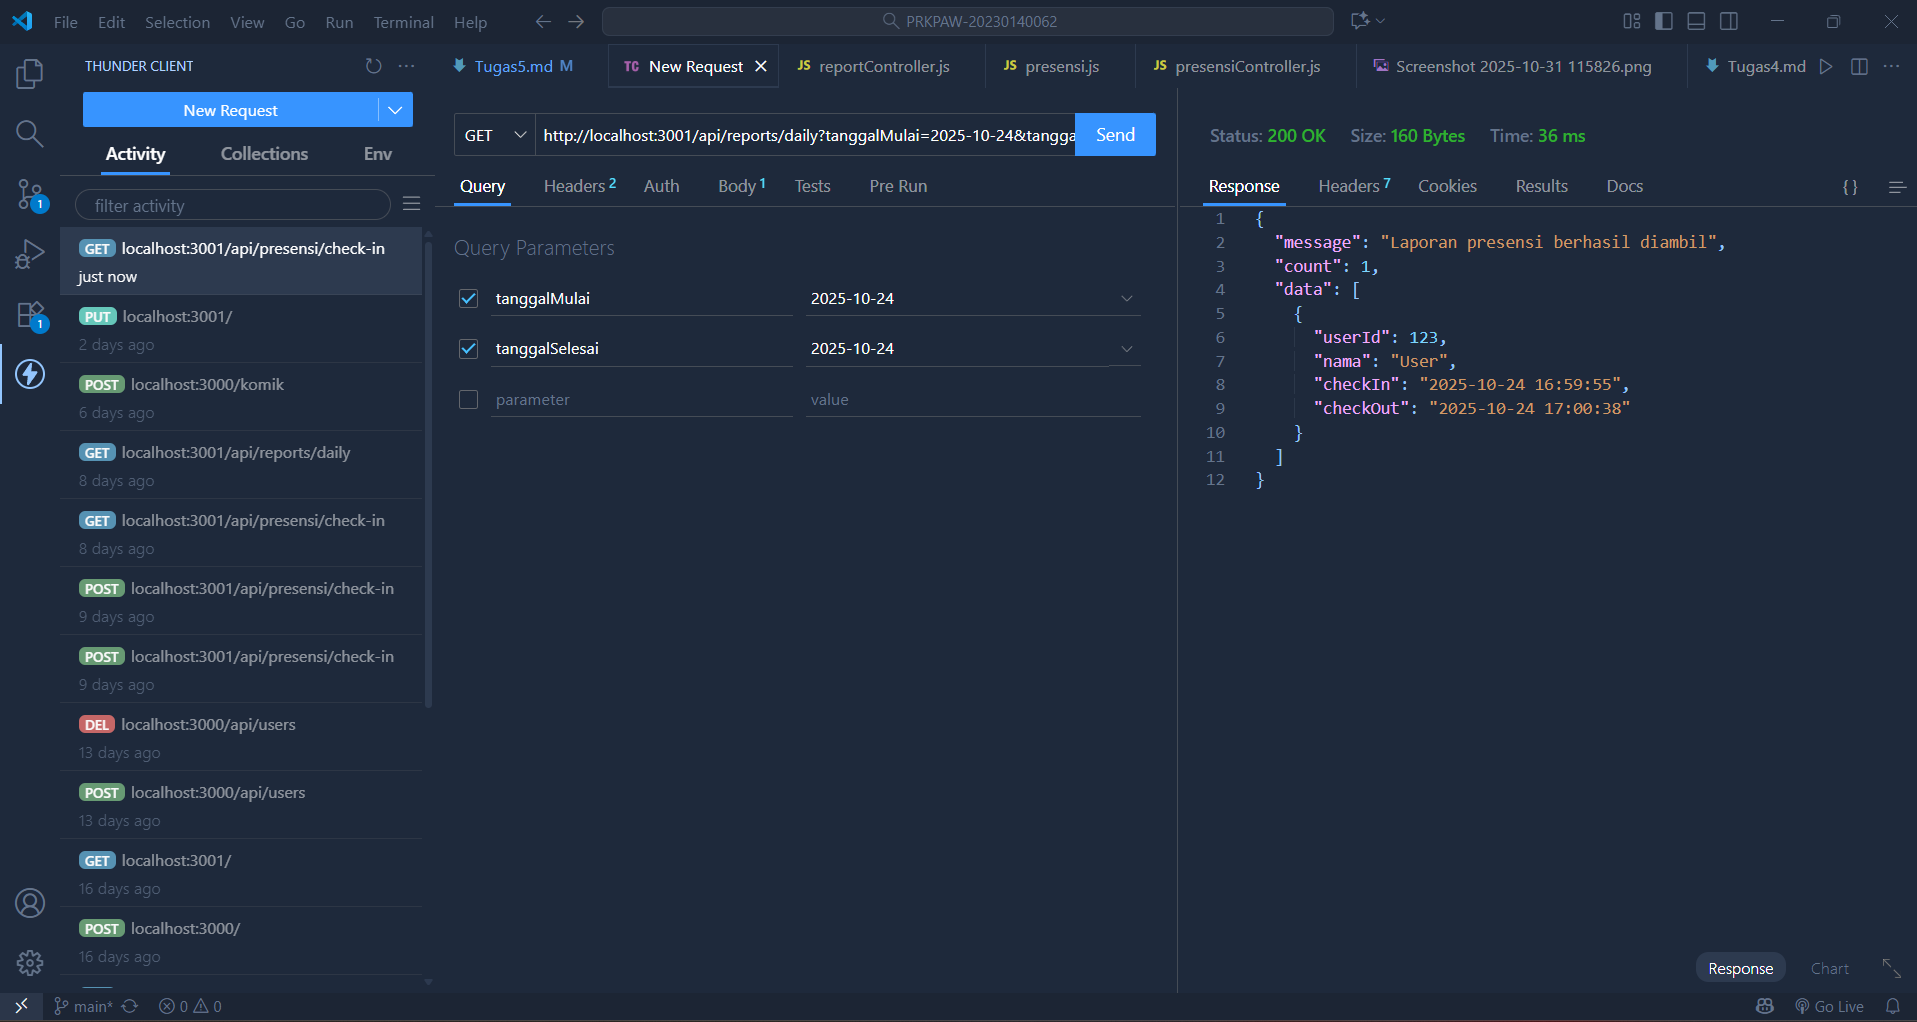 File Edit Selection View Go Run Terminal Help
PRKPAW-20230140062
THUNDER CLIENT
New Request
Activity Collections Env
filter activity
GET localhost:3001/api/presensi/check-in
just now
PUT localhost:3001/
2 days ago
POST localhost:3000/komik
6 days ago
GET localhost:3001/api/reports/daily
8 days ago
GET localhost:3001/api/presensi/check-in
8 days ago
POST localhost:3001/api/presensi/check-in
9 days ago
POST localhost:3001/api/presensi/check-in
9 days ago
DEL localhost:3000/api/users
13 days ago
POST localhost:3000/api/users
13 days ago
GET localhost:3001/
16 days ago
POST localhost:3000/
16 days ago
1
1
Tugas5.md M
TC New Request
JS reportController.js
JS presensi.js
JS presensiController.js
Screenshot 2025-10-31 115826.png
Tugas4.md
GET http://localhost:3001/api/reports/daily?tanggalMulai=2025-10-24&tangga Send
Query Headers 2 Auth Body 1 Tests Pre Run
Query Parameters
tanggalMulai 2025-10-24
tanggalSelesai 2025-10-24
parameter value
Status: 200 OK Size: 160 Bytes Time: 36 ms
Response Headers 7 Cookies Results Docs {}
1 {
2 "message": "Laporan presensi berhasil diambil",
3 "count": 1,
4 "data": [
5 {
6 "userId": 123,
7 "nama": "User",
8 "checkIn": "2025-10-24 16:59:55",
9 "checkOut": "2025-10-24 17:00:38"
10 }
11 ]
12 }
Response Chart
main* 0 0
Go Live